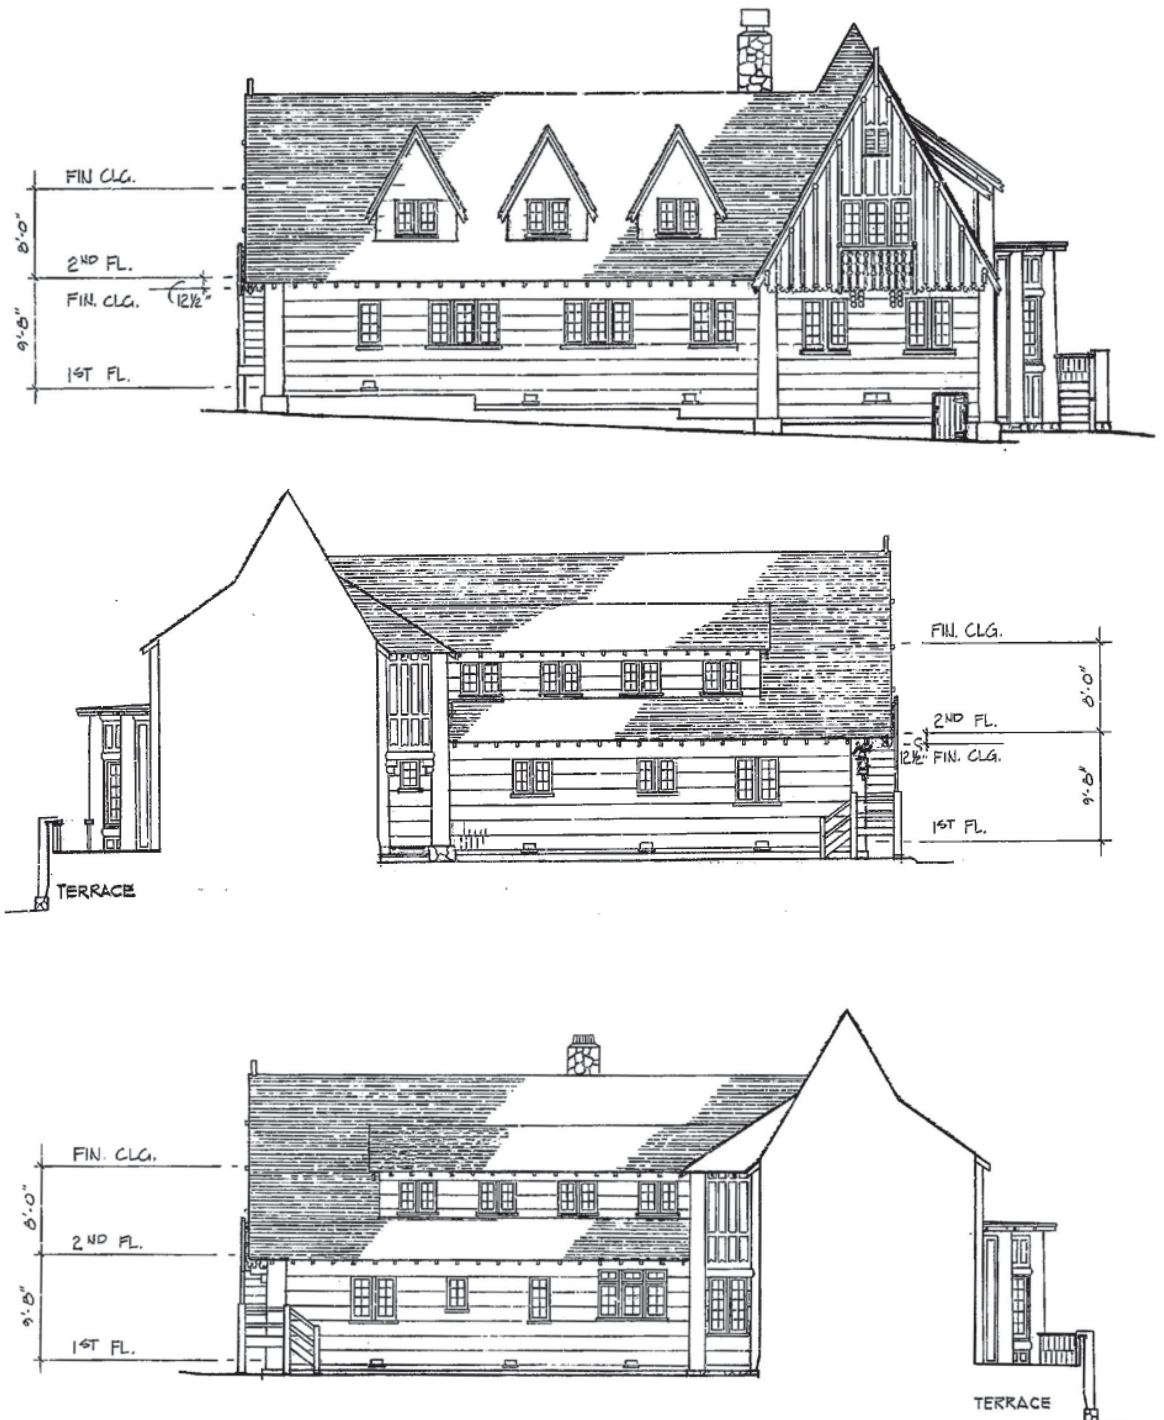 FIN CLG.
8'-0"
2ND FL.
FIN. CLG.
12½"
9'-8"
1ST FL.
FIN. CLG.
8'-0"
2ND FL.
12½"
FIN. CLG.
9'-8"
1ST FL.
TERRACE
FIN. CLG.
8'-0"
2ND FL.
9'-8"
1ST FL.
TERRACE